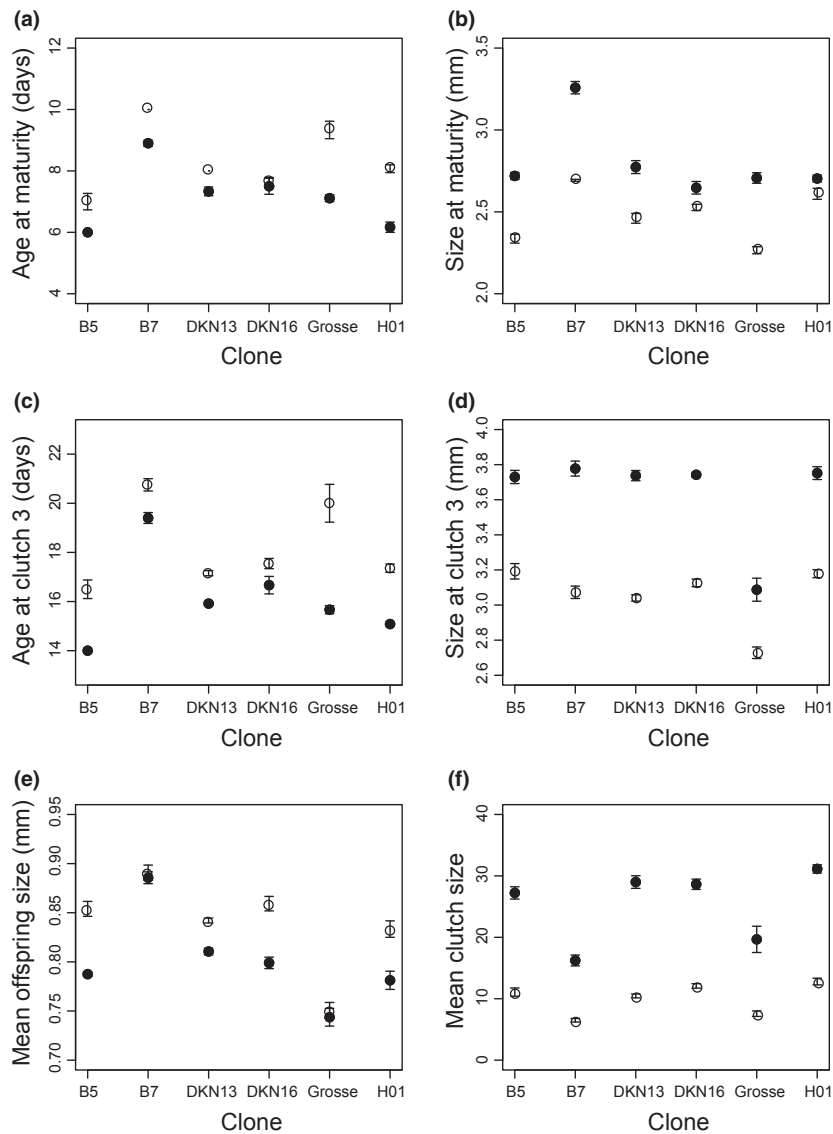 (a)
Age at maturity (days)
12
10
8
6
4
B5 B7 DKN13 DKN16 Grosse H01
Clone
(b)
Size at maturity (mm)
3.5
3.0
2.5
2.0
B5 B7 DKN13 DKN16 Grosse H01
Clone
(c)
Age at clutch 3 (days)
22
20
18
16
14
B5 B7 DKN13 DKN16 Grosse H01
Clone
(d)
Size at clutch 3 (mm)
4.0
3.8
3.6
3.4
3.2
3.0
2.8
2.6
B5 B7 DKN13 DKN16 Grosse H01
Clone
(e)
Mean offspring size (mm)
0.95
0.90
0.85
0.80
0.75
0.70
B5 B7 DKN13 DKN16 Grosse H01
Clone
(f)
Mean clutch size
40
30
20
10
0
B5 B7 DKN13 DKN16 Grosse H01
Clone